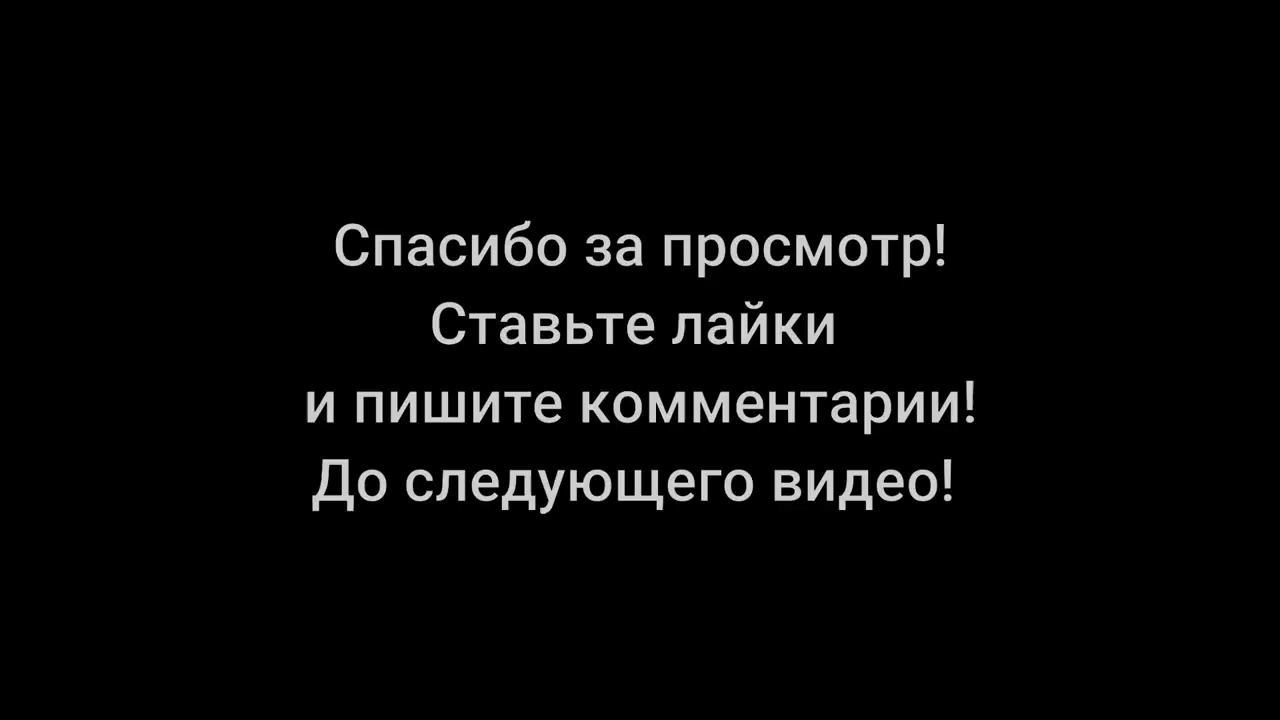 Спасибо за просмотр!
Ставьте лайки
и пишите комментарии!
До следующего видео!